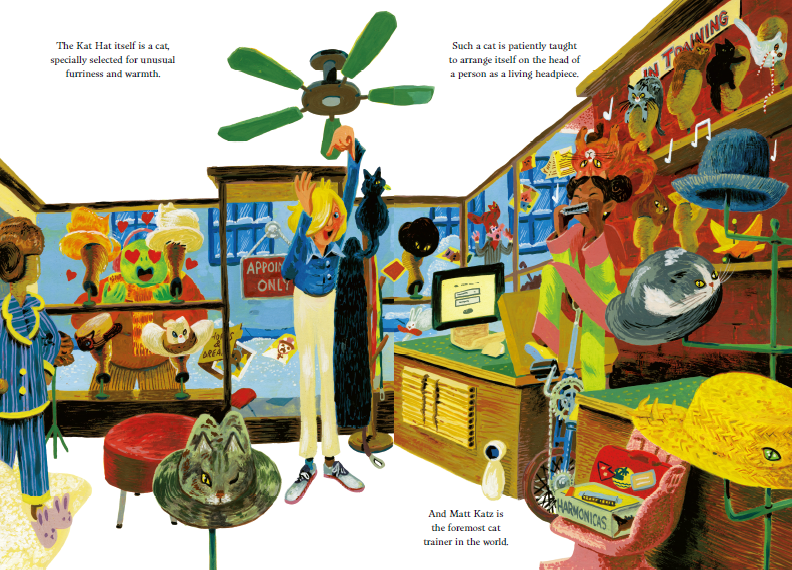 The Kat Hat itself is a cat,
specially selected for unusual
furriness and warmth.
Such a cat is patiently taught
to arrange itself on the head of
a person as a living headpiece.
IN TRAINING
APPOIN
ONLY
HARMONICAS
And Matt Katz is
the foremost cat
trainer in the world.